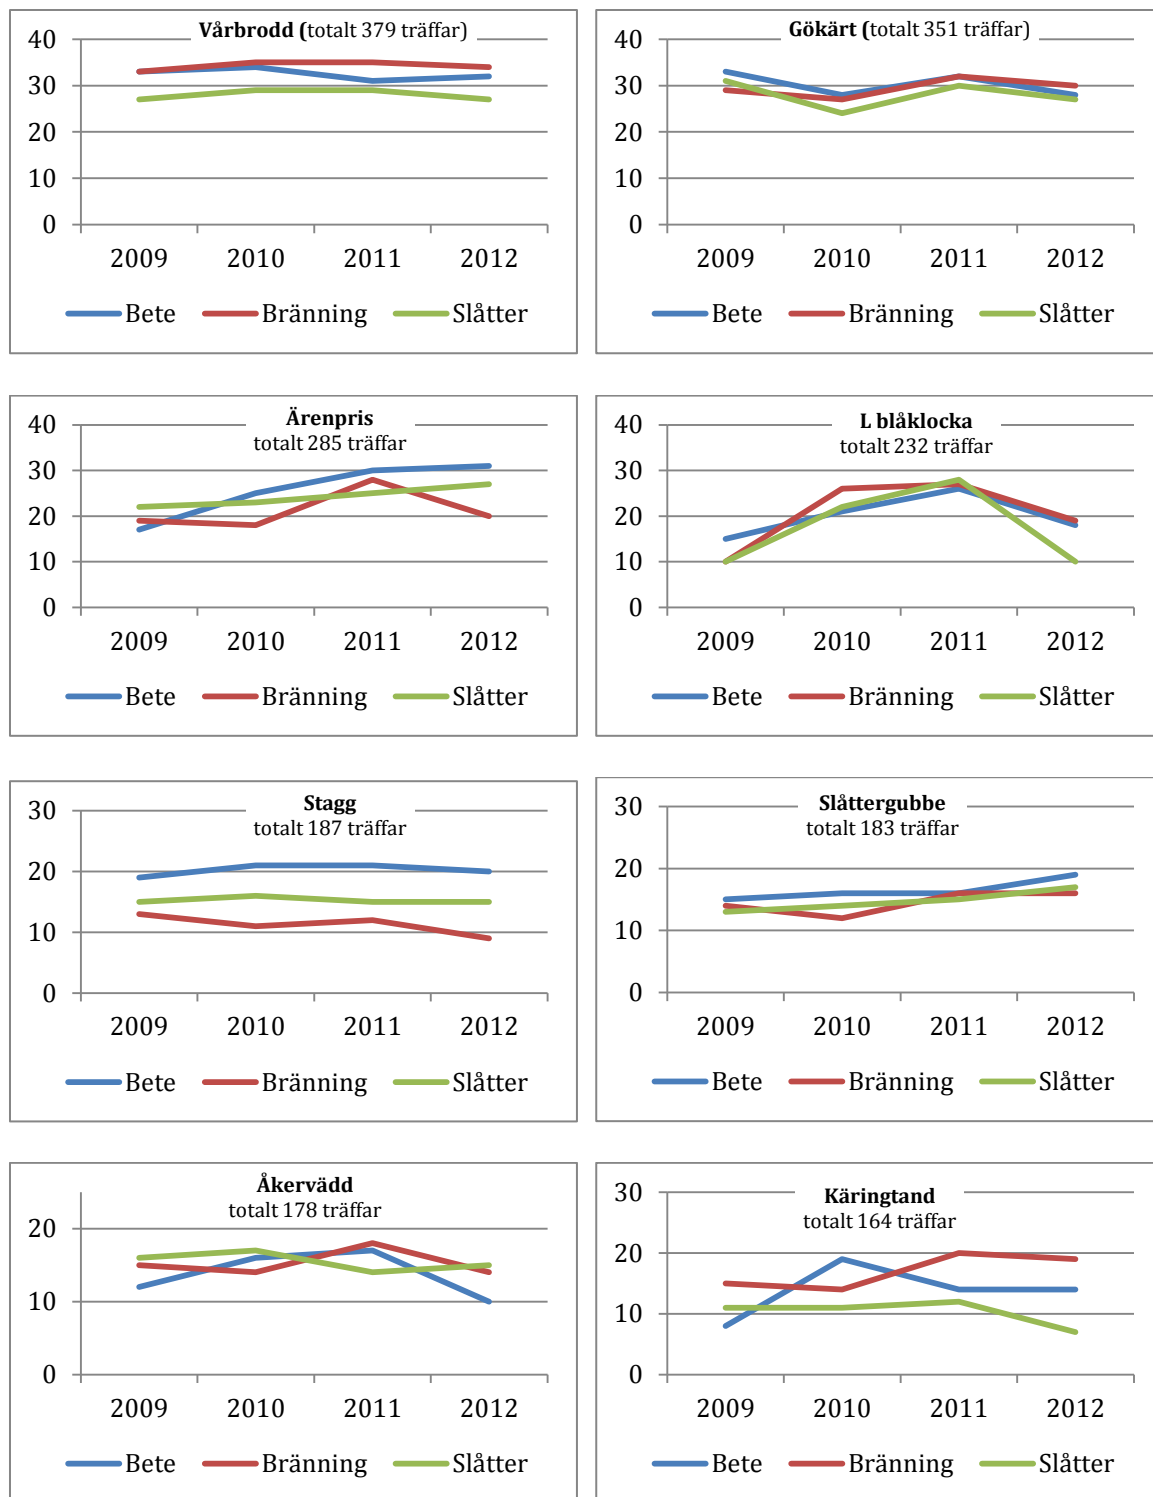 Vårbrodd (totalt 379 träffar)
40
30
20
10
0
2009 2010 2011 2012
Bete Bränning Slåtter
Gökärt (totalt 351 träffar)
40
30
20
10
0
2009 2010 2011 2012
Bete Bränning Slåtter
Ärenpris
totalt 285 träffar
40
30
20
10
0
2009 2010 2011 2012
Bete Bränning Slåtter
L blåklocka
totalt 232 träffar
40
30
20
10
0
2009 2010 2011 2012
Bete Bränning Slåtter
Stagg
totalt 187 träffar
30
20
10
0
2009 2010 2011 2012
Bete Bränning Slåtter
Slåttergubbe
totalt 183 träffar
30
20
10
0
2009 2010 2011 2012
Bete Bränning Slåtter
Åkervädd
totalt 178 träffar
20
10
0
2009 2010 2011 2012
Bete Bränning Slåtter
Käringtand
totalt 164 träffar
30
20
10
0
2009 2010 2011 2012
Bete Bränning Slåtter